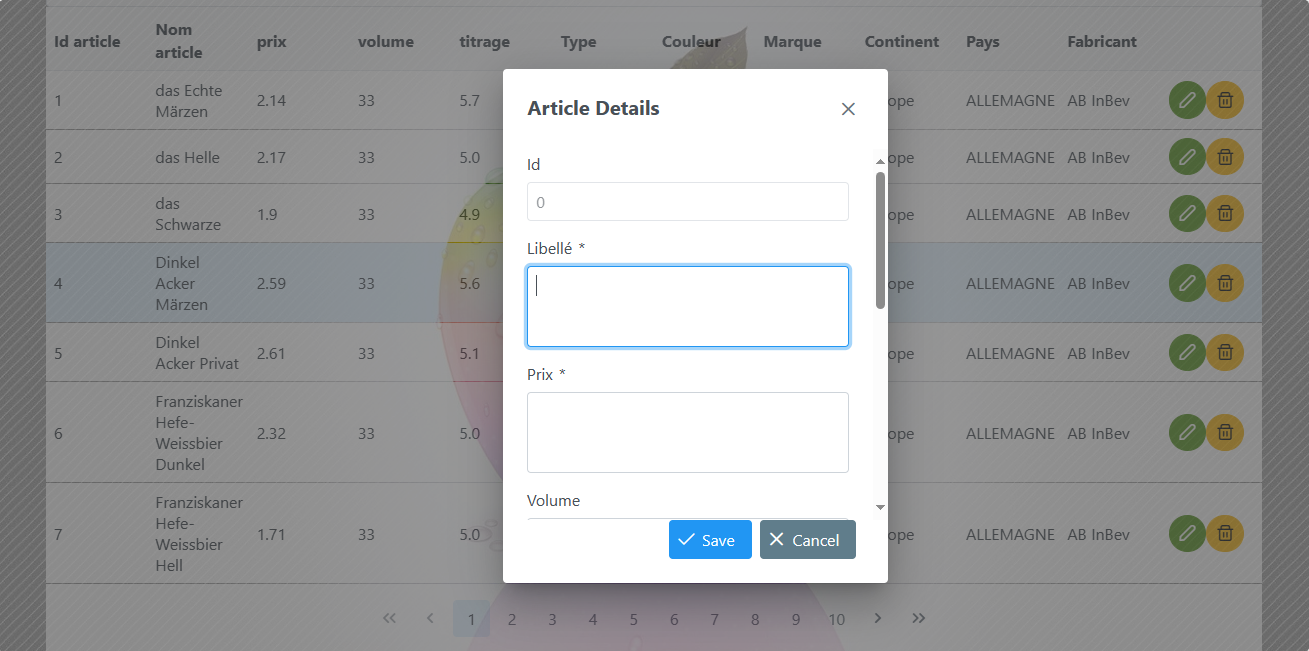 Id article Nom article prix volume titrage Type Couleur Marque Continent Pays Fabricant
1 das Echte Märzen 2.14 33 5.7 ope ALLEMAGNE AB InBev
2 das Helle 2.17 33 5.0 ope ALLEMAGNE AB InBev
3 das Schwarze 1.9 33 4.9 ope ALLEMAGNE AB InBev
4 Dinkel Acker Märzen 2.59 33 5.6 ope ALLEMAGNE AB InBev
5 Dinkel Acker Privat 2.61 33 5.1 ope ALLEMAGNE AB InBev
6 Franziskaner Hefe-Weissbier Dunkel 2.32 33 5.0 ope ALLEMAGNE AB InBev
7 Franziskaner Hefe-Weissbier Hell 1.71 33 5.0 ope ALLEMAGNE AB InBev
Article Details
Id
0
Libellé *
Prix *
Volume
Save Cancel
1 2 3 4 5 6 7 8 9 10